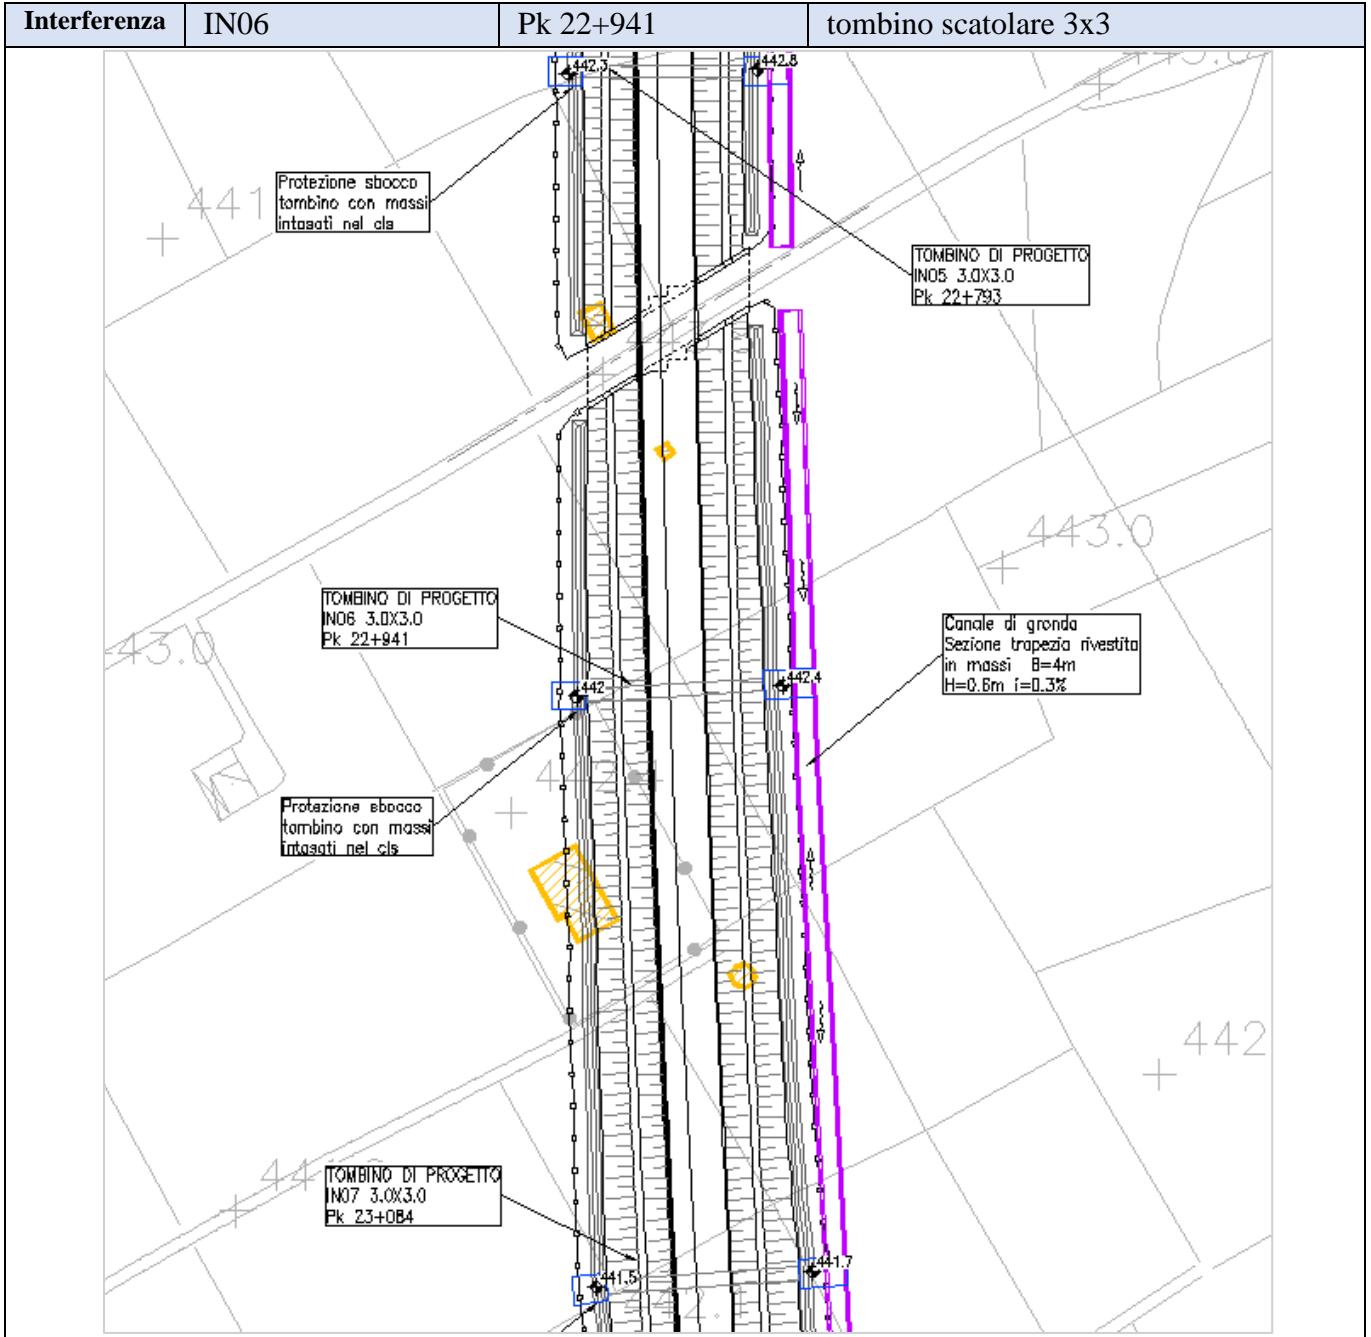 Interferenza IN06 Pk 22+941 tombino scatolare 3x3
442.3
442.8
Protezione sbocco
tombino con massi
intasati nel cls
441
TOMBINO DI PROGETTO
IN05 3.0X3.0
Pk 22+793
443.0
TOMBINO DI PROGETTO
IN06 3.0X3.0
Pk 22+941
Canale di gronda
Sezione trapezia rivestita
in massi B=4m
H=0.6m i=0.3%
43.0
442
442.4
Protezione sbocco
tombino con massi
intasati nel cls
442
TOMBINO DI PROGETTO
IN07 3.0X3.0
Pk 23+084
441.5
441.7